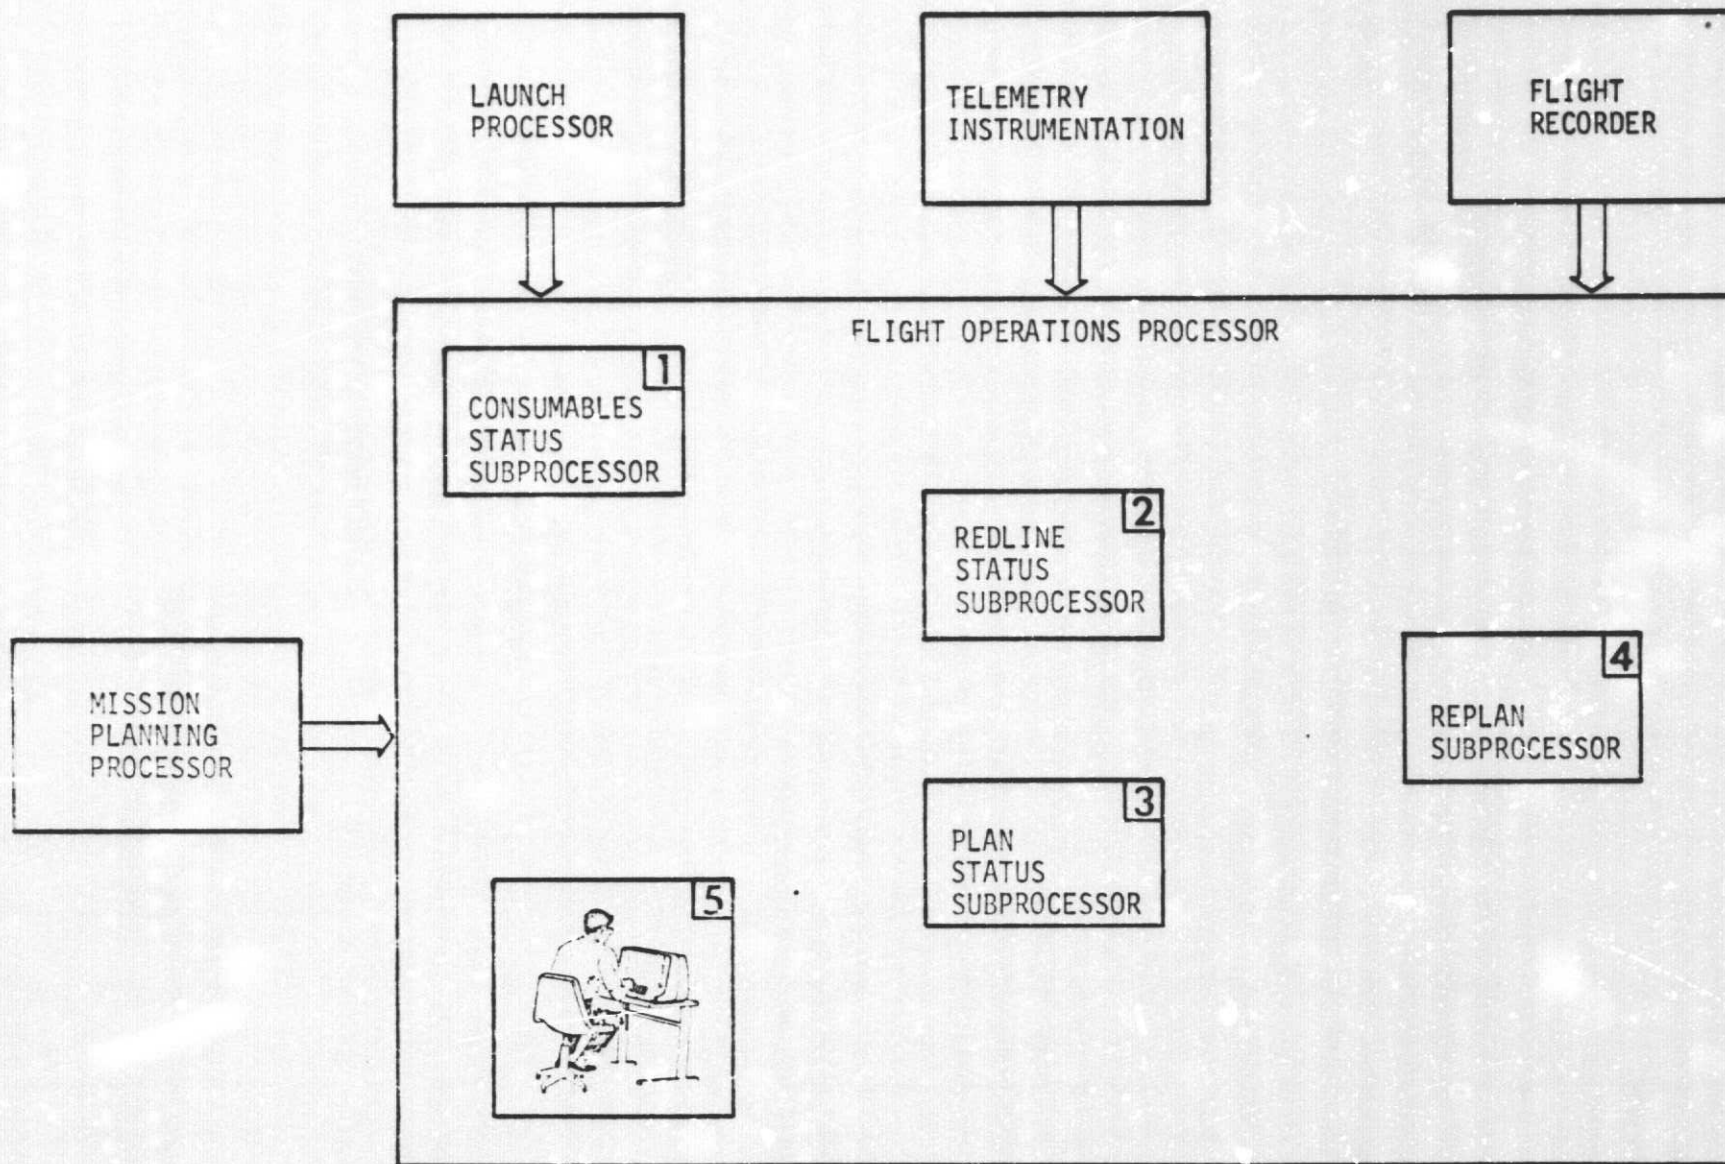 LAUNCH
PROCESSOR
TELEMETRY
INSTRUMENTATION
FLIGHT
RECORDER
FLIGHT OPERATIONS PROCESSOR
1
CONSUMABLES
STATUS
SUBPROCESSOR
2
REDLINE
STATUS
SUBPROCESSOR
MISSION
PLANNING
PROCESSOR
4
REPLAN
SUBPROCESSOR
3
PLAN
STATUS
SUBPROCESSOR
5